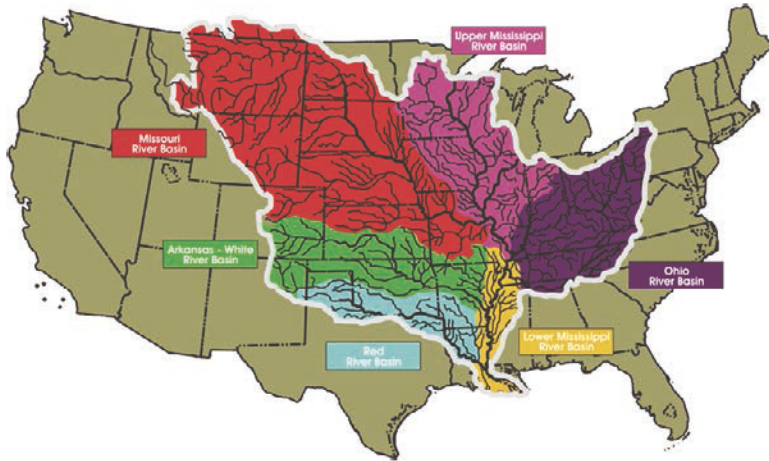 Upper Mississippi
River Basin
Missouri
River Basin
Arkansas - White
River Basin
Ohio
River Basin
Lower Mississippi
River Basin
Red
River Basin